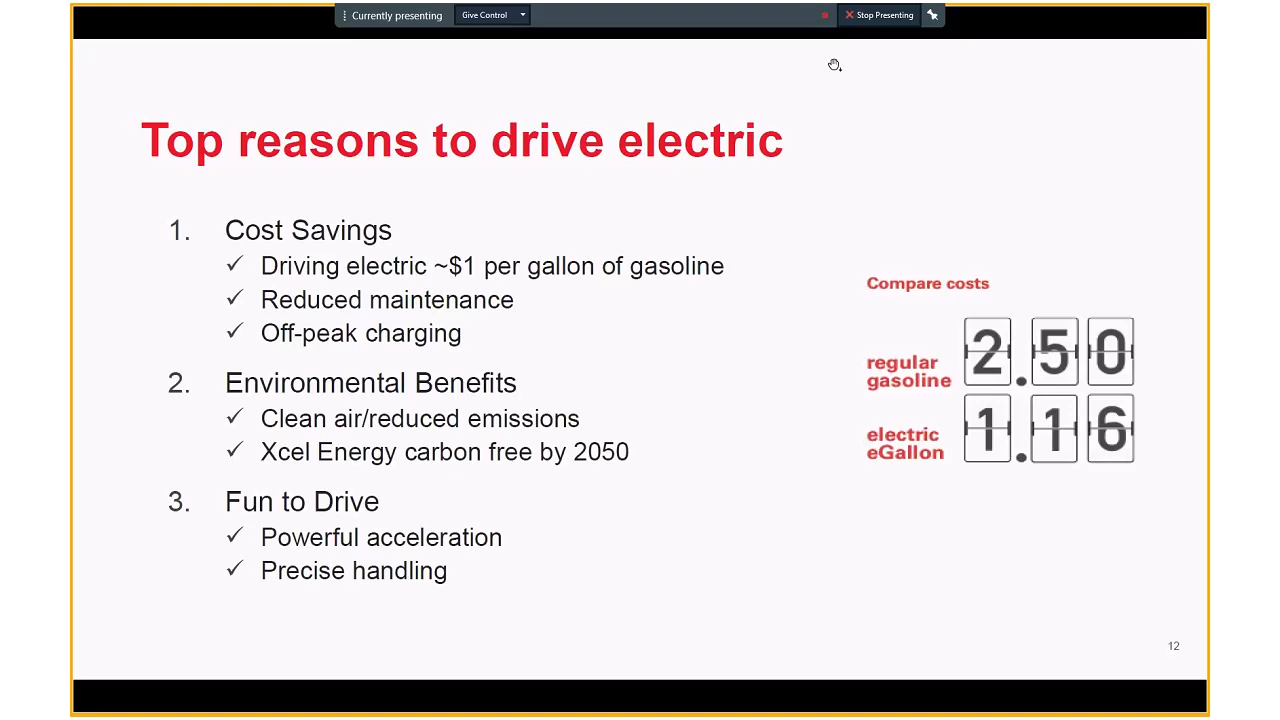 Currently presenting
Give Control
Stop Presenting
Top reasons to drive electric
1. Cost Savings
✓ Driving electric ~$1 per gallon of gasoline
✓ Reduced maintenance
✓ Off-peak charging
2. Environmental Benefits
✓ Clean air/reduced emissions
✓ Xcel Energy carbon free by 2050
3. Fun to Drive
✓ Powerful acceleration
✓ Precise handling
Compare costs
regular
gasoline
2.50
electric
eGallon
1.16
12